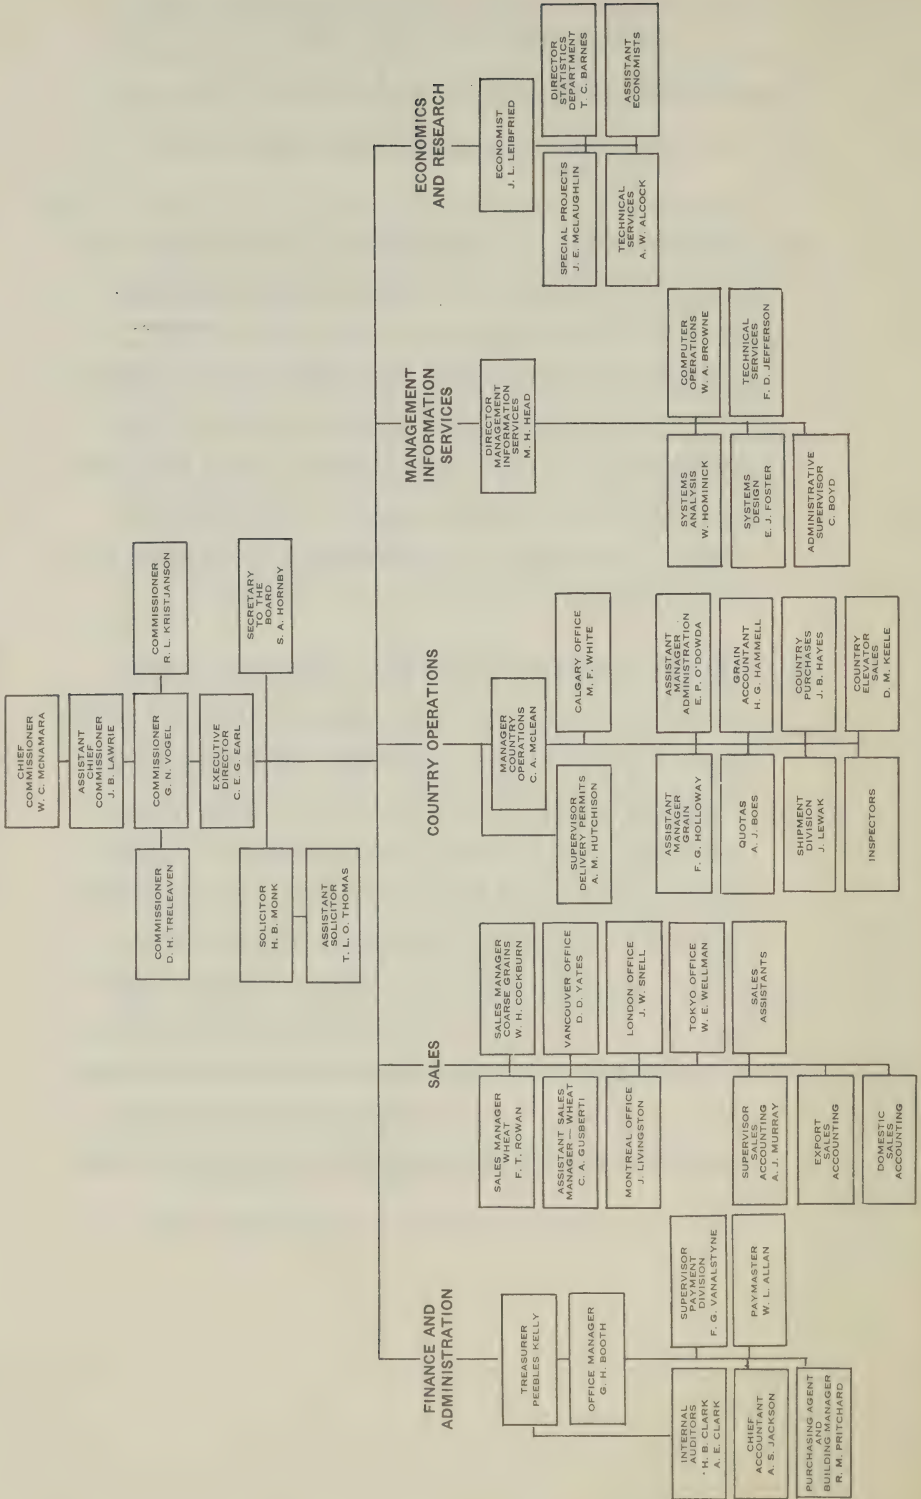 CHIEF
COMMISSIONER
W. C. MCNAMARA
ASSISTANT
CHIEF
COMMISSIONER
J. B. LAWRIE
COMMISSIONER
D. H. TRELEAVEN
COMMISSIONER
G. N. VOGEL
COMMISSIONER
R. L. KRISTJANSON
EXECUTIVE
DIRECTOR
C. E. G. EARL
SOLICITOR
H. B. MONK
SECRETARY
TO THE
BOARD
S. A. HORNBY
ASSISTANT
SOLICITOR
T. L. O. THOMAS
FINANCE AND
ADMINISTRATION
TREASURER
PEEBLES KELLY
OFFICE MANAGER
G. H. BOOTH
INTERNAL
AUDITORS
H. B. CLARK
A. E. CLARK
SUPERVISOR
PAYMENT
DIVISION
F. G. VANALSTYNE
CHIEF
ACCOUNTANT
A. S. JACKSON
PAYMASTER
W. L. ALLAN
PURCHASING AGENT
AND
BUILDING MANAGER
R. M. PRITCHARD
SALES
SALES MANAGER
WHEAT
F. T. ROWAN
SALES MANAGER
COARSE GRAINS
W. H. COCKBURN
ASSISTANT SALES
MANAGER — WHEAT
C. A. GUSBERTI
VANCOUVER OFFICE
D. D. YATES
MONTREAL OFFICE
J. LIVINGSTON
LONDON OFFICE
J. W. SNELL
TOKYO OFFICE
W. E. WELLMAN
SUPERVISOR
SALES
ACCOUNTING
A. J. MURRAY
SALES
ASSISTANTS
EXPORT
SALES
ACCOUNTING
DOMESTIC
SALES
ACCOUNTING
COUNTRY OPERATIONS
MANAGER
COUNTRY
OPERATIONS
C. A. MCLEAN
SUPERVISOR
DELIVERY PERMITS
A. M. HUTCHISON
CALGARY OFFICE
M. F. WHITE
ASSISTANT
MANAGER
GRAIN
F. G. HOLLOWAY
ASSISTANT
MANAGER
ADMINISTRATION
E. P. O'DOWDA
QUOTAS
A. J. BOES
GRAIN
ACCOUNTANT
H. G. HAMMELL
SHIPMENT
DIVISION
J. LEWAK
COUNTRY
PURCHASES
J. B. HAYES
INSPECTORS
COUNTRY
ELEVATOR
SALES
D. M. KEELE
MANAGEMENT
INFORMATION
SERVICES
DIRECTOR
MANAGEMENT
INFORMATION
SERVICES
M. H. HEAD
SYSTEMS
ANALYSIS
W. HOMINICK
COMPUTER
OPERATIONS
W. A. BROWNE
SYSTEMS
DESIGN
E. J. FOSTER
TECHNICAL
SERVICES
F. D. JEFFERSON
ADMINISTRATIVE
SUPERVISOR
C. BOYD
ECONOMICS
AND RESEARCH
ECONOMIST
J. L. LEIBFRIED
SPECIAL PROJECTS
J. E. MCLAUGHLIN
DIRECTOR
STATISTICS
DEPARTMENT
T. C. BARNES
TECHNICAL
SERVICES
A. W. ALCOCK
ASSISTANT
ECONOMISTS